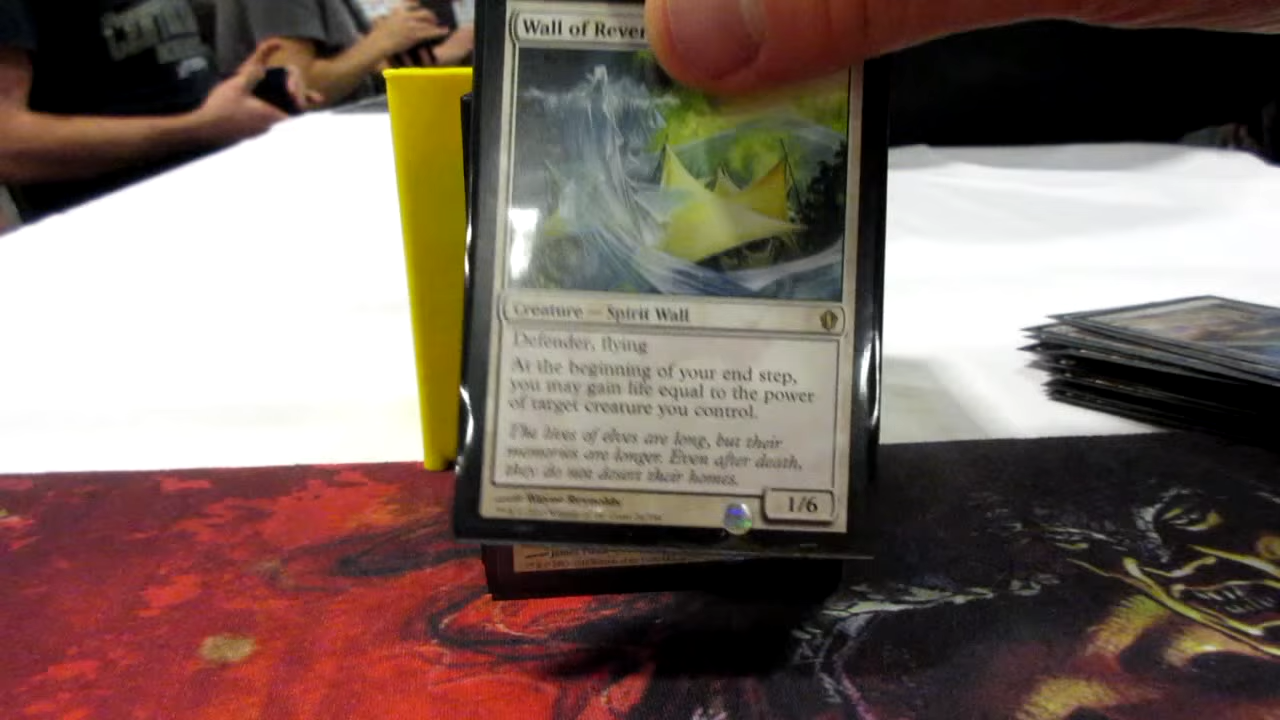 Wall of Rever
Creature — Spirit Wall
Defender, flying
At the beginning of your end step,
you may gain life equal to the power
of target creature you control.
The lives of elves are long, but their
memories are longer. Even after death,
they do not desert their homes.
Wayne Reynolds
1/6